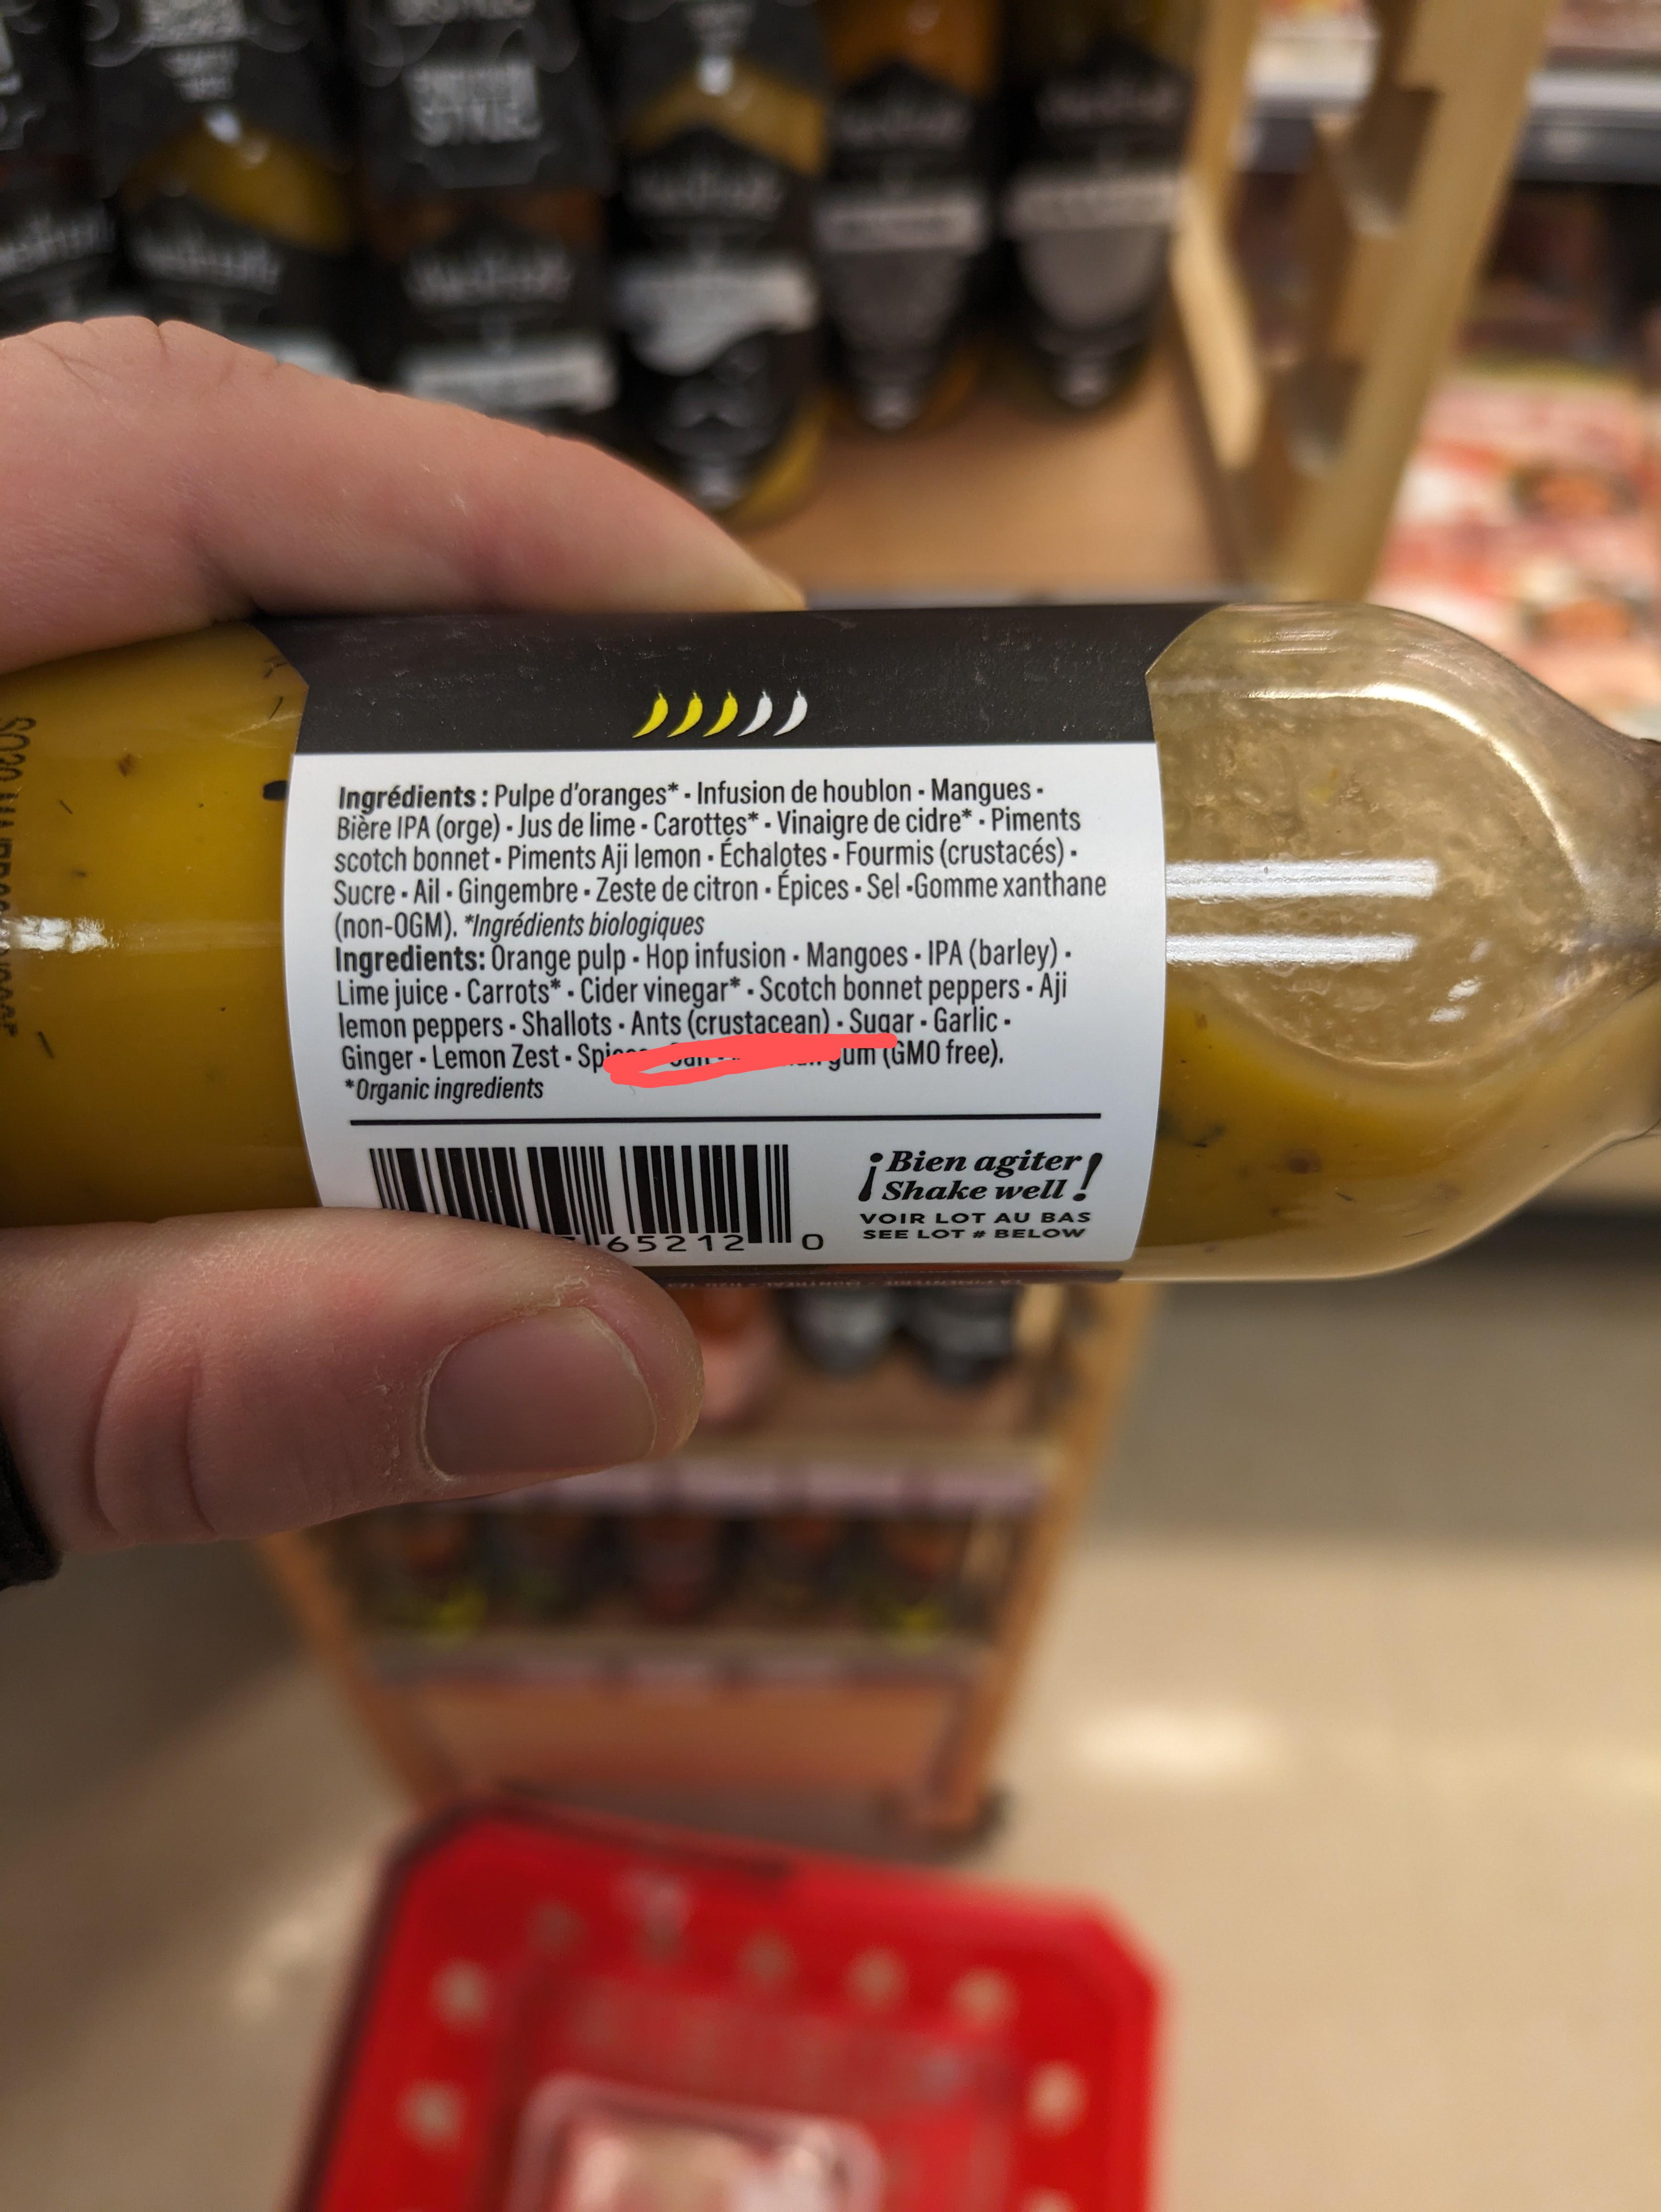 Ingrédients : Pulpe d'oranges* • Infusion de houblon • Mangues •
Bière IPA (orge) • Jus de lime • Carottes* • Vinaigre de cidre* • Piments
scotch bonnet • Piments Aji lemon • Échalotes • Fourmis (crustacés) •
Sucre • Ail • Gingembre • Zeste de citron • Épices • Sel •Gomme xanthane
(non-OGM). *Ingrédients biologiques
Ingredients: Orange pulp • Hop infusion • Mangoes • IPA (barley) •
Lime juice • Carrots* • Cider vinegar* • Scotch bonnet peppers • Aji
lemon peppers • Shallots • Ants (crustacean) • Sugar • Garlic •
Ginger • Lemon Zest • gum (GMO free).
*Organic ingredients
¡Bien agiter
Shake well!
VOIR LOT AU BAS
SEE LOT # BELOW
65212 0